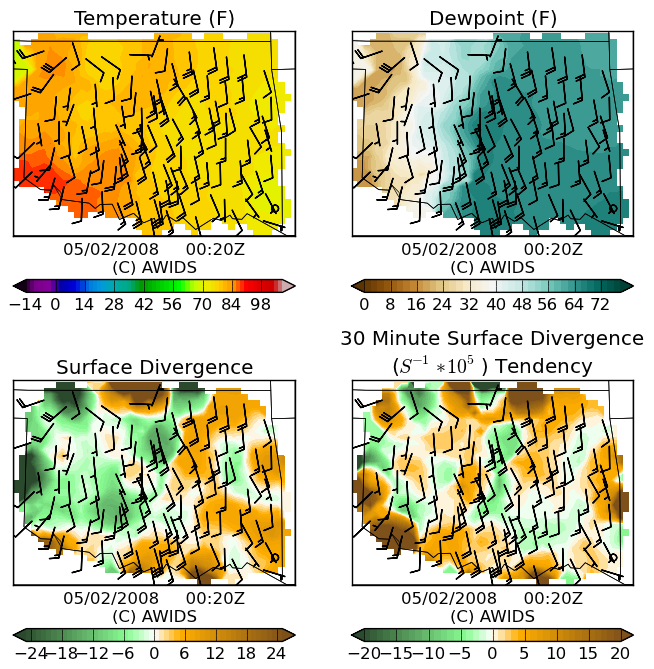 Temperature (F)
Dewpoint (F)
05/02/2008 00:20Z
(C) AWIDS
05/02/2008 00:20Z
(C) AWIDS
−14 0 14 28 42 56 70 84 98
0 8 16 24 32 40 48 56 64 72
Surface Divergence
30 Minute Surface Divergence
(S⁻¹ *10⁵ ) Tendency
05/02/2008 00:20Z
(C) AWIDS
05/02/2008 00:20Z
(C) AWIDS
−24 −18 −12 −6 0 6 12 18 24
−20 −15 −10 −5 0 5 10 15 20